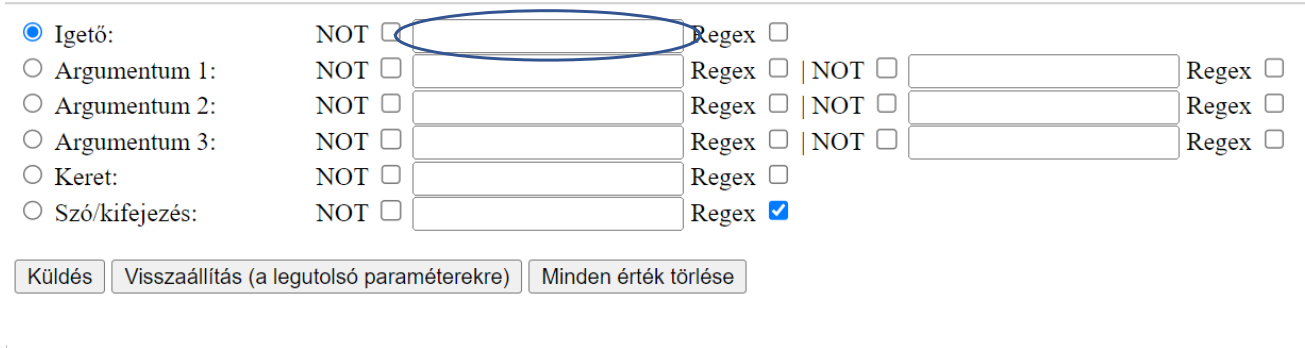 Igető: NOT Regex
Argumentum 1: NOT Regex | NOT Regex
Argumentum 2: NOT Regex | NOT Regex
Argumentum 3: NOT Regex | NOT Regex
Keret: NOT Regex
Szó/kifejezés: NOT Regex
Küldés Visszaállítás (a legutolsó paraméterekre) Minden érték törlése